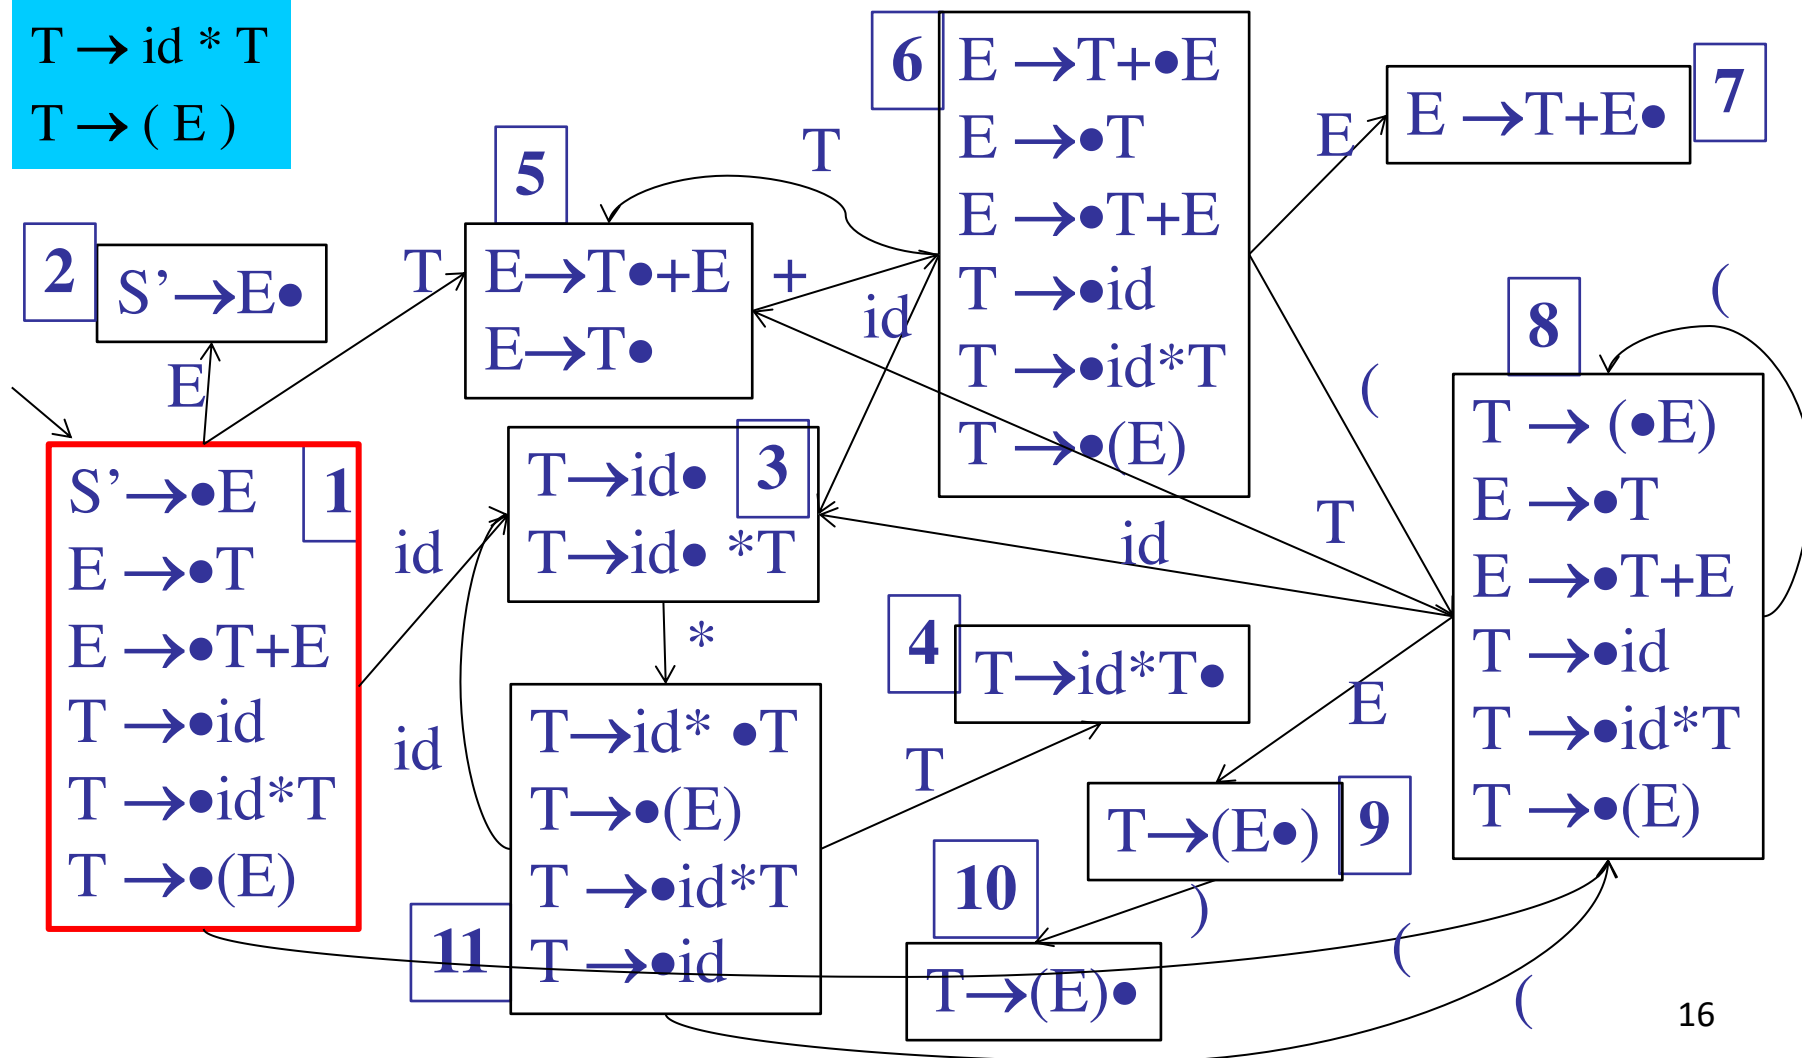 T → id * T
T → ( E )
2
S’→E●
E
1
S’→●E
E →●T
E →●T+E
T →●id
T →●id*T
T →●(E)
T
5
E→T●+E
E→T●
T
+
id
6
E →T+●E
E →●T
E →●T+E
T →●id
T →●id*T
T →●(E)
E
7
E →T+E●
(
8
T → (●E)
E →●T
E →●T+E
T →●id
T →●id*T
T →●(E)
(
id
3
T→id●
T→id● *T
id
T
*
id
11
T→id* ●T
T→●(E)
T →●id*T
T →●id
T
4
T→id*T●
E
9
T→(E●)
)
10
T→(E)●
(
(
16